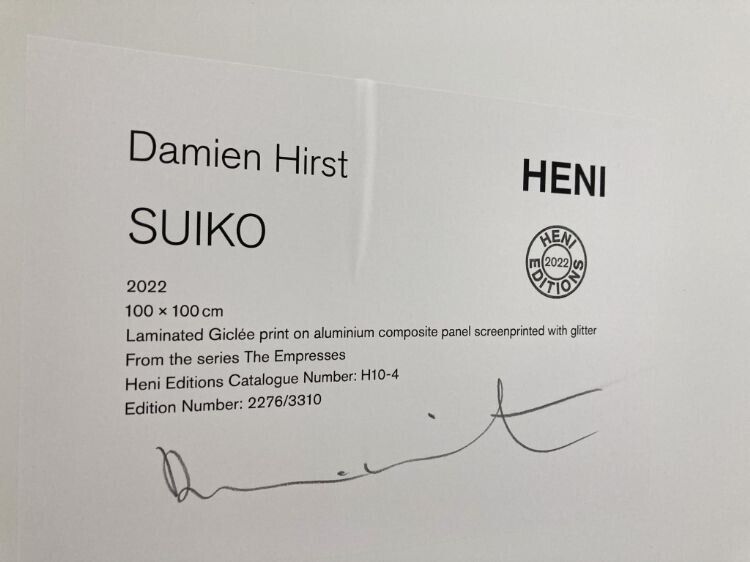 Damien Hirst
HENI
SUIKO
HENI
2022
EDITIONS
2022
100 × 100 cm
Laminated Giclée print on aluminium composite panel screenprinted with glitter
From the series The Empresses
Heni Editions Catalogue Number: H10-4
Edition Number: 2276/3310